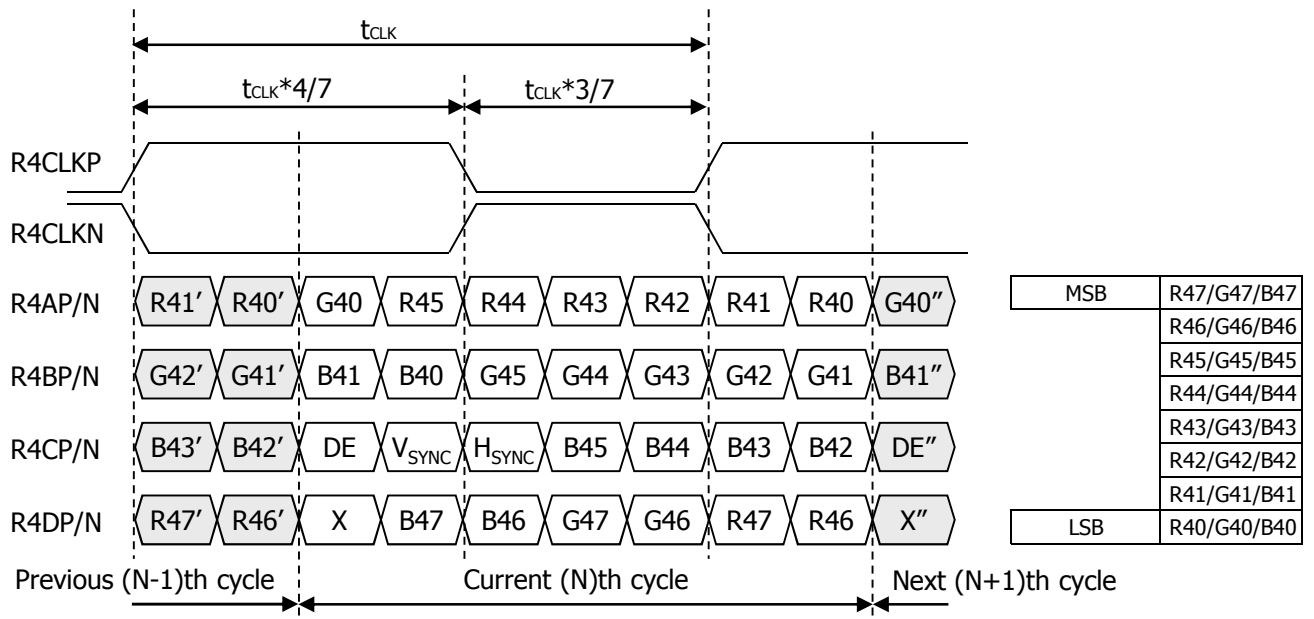 tCLK
tCLK*4/7 tCLK*3/7
R4CLKP
R4CLKN
R4AP/N R41′ R40′ G40 R45 R44 R43 R42 R41 R40 G40″
R4BP/N G42′ G41′ B41 B40 G45 G44 G43 G42 G41 B41″
R4CP/N B43′ B42′ DE VSYNC HSYNC B45 B44 B43 B42 DE″
R4DP/N R47′ R46′ X B47 B46 G47 G46 R47 R46 X″
Previous (N-1)th cycle Current (N)th cycle Next (N+1)th cycle
MSB R47/G47/B47
R46/G46/B46
R45/G45/B45
R44/G44/B44
R43/G43/B43
R42/G42/B42
R41/G41/B41
LSB R40/G40/B40